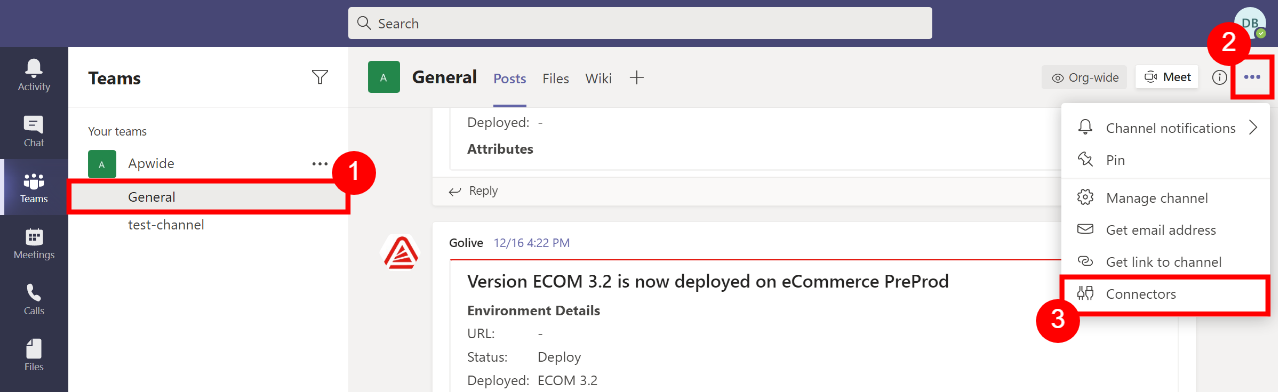 Search
DB
2
Activity
Chat
Teams
Meetings
Calls
Files
Teams
Your teams
A
Apwide
General
1
test-channel
A
General
Posts
Files
Wiki
Org-wide
Meet
Deployed: -
Attributes
Reply
Golive 12/16 4:22 PM
Version ECOM 3.2 is now deployed on eCommerce PreProd
Environment Details
URL: -
Status: Deploy
Deployed: ECOM 3.2
Channel notifications
Pin
Manage channel
Get email address
Get link to channel
Connectors
3